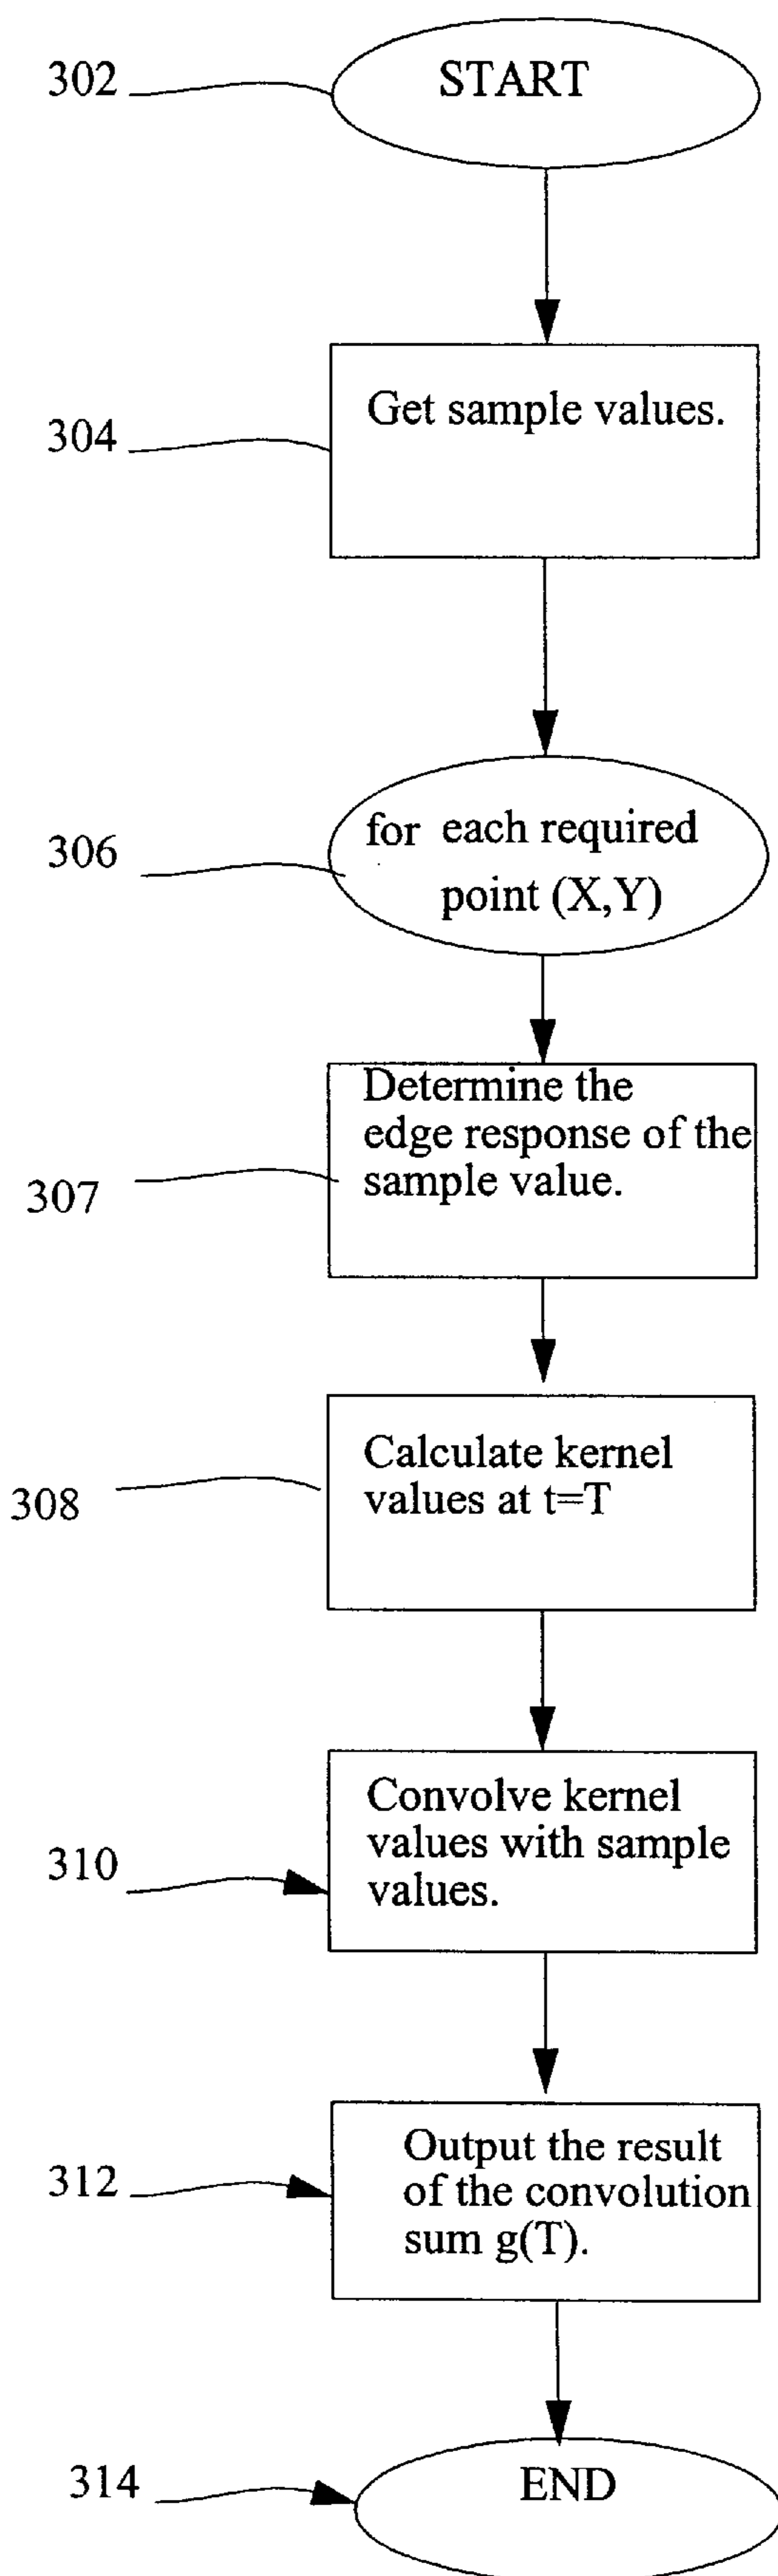 302
START
304
Get sample values.
306
for each required
point (X,Y)
307
Determine the
edge response of the
sample value.
308
Calculate kernel
values at t=T
310
Convolve kernel
values with sample
values.
312
Output the result
of the convolution
sum g(T).
314
END